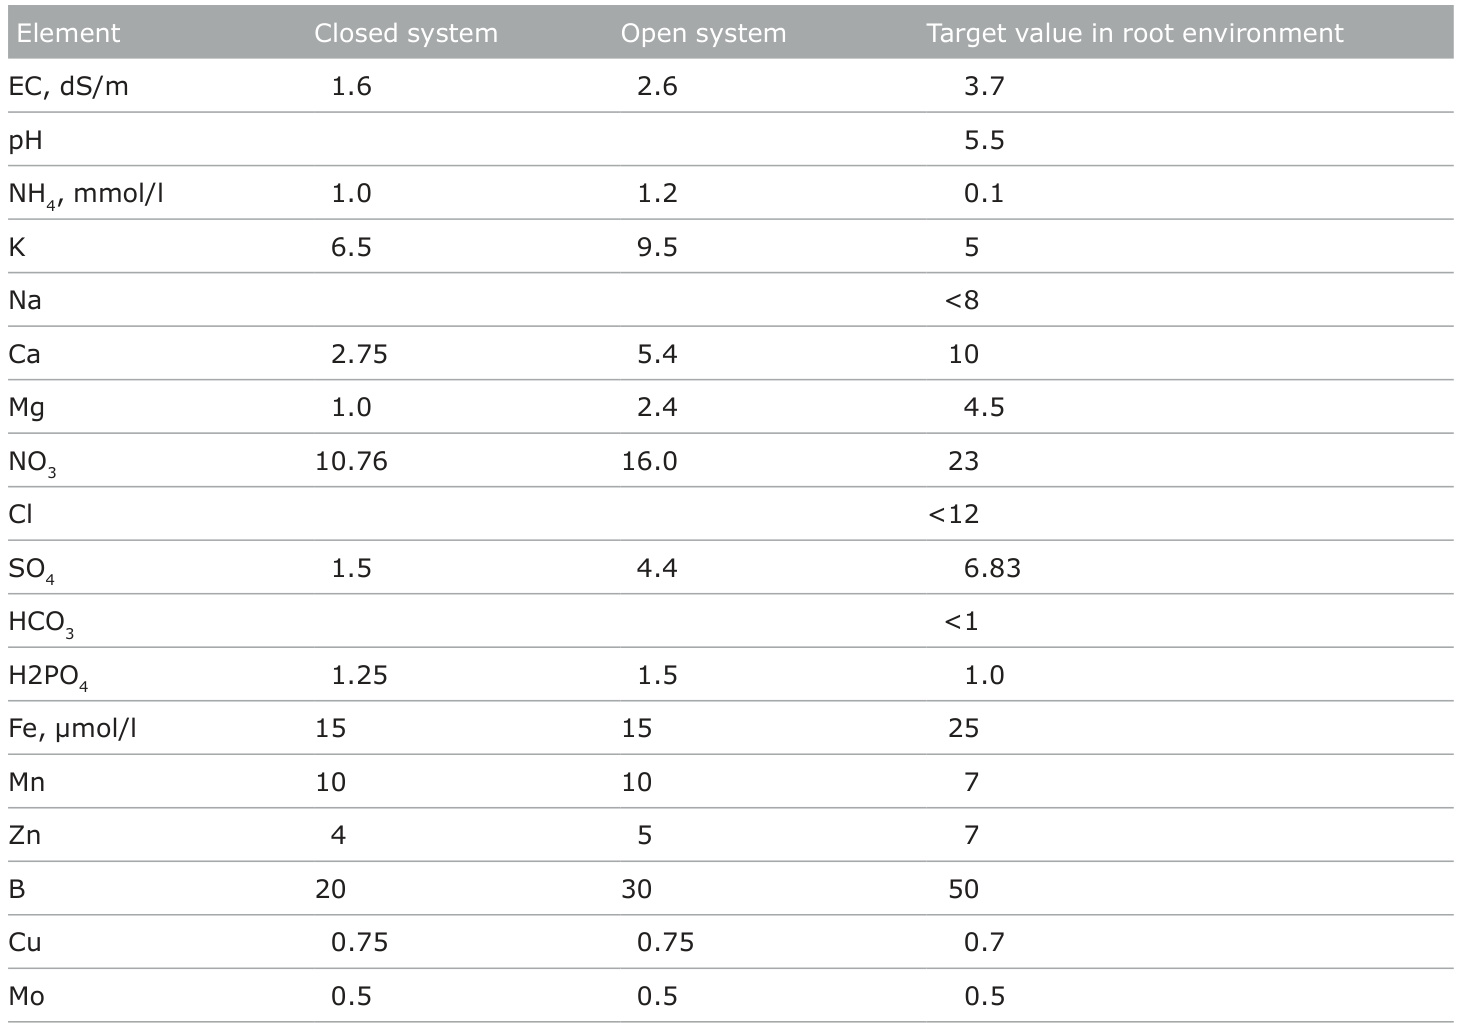 Element Closed system Open system Target value in root environment
EC, dS/m 1.6 2.6 3.7
pH 5.5
NH₄, mmol/l 1.0 1.2 0.1
K 6.5 9.5 5
Na <8
Ca 2.75 5.4 10
Mg 1.0 2.4 4.5
NO₃ 10.76 16.0 23
Cl <12
SO₄ 1.5 4.4 6.83
HCO₃ <1
H2PO₄ 1.25 1.5 1.0
Fe, µmol/l 15 15 25
Mn 10 10 7
Zn 4 5 7
B 20 30 50
Cu 0.75 0.75 0.7
Mo 0.5 0.5 0.5